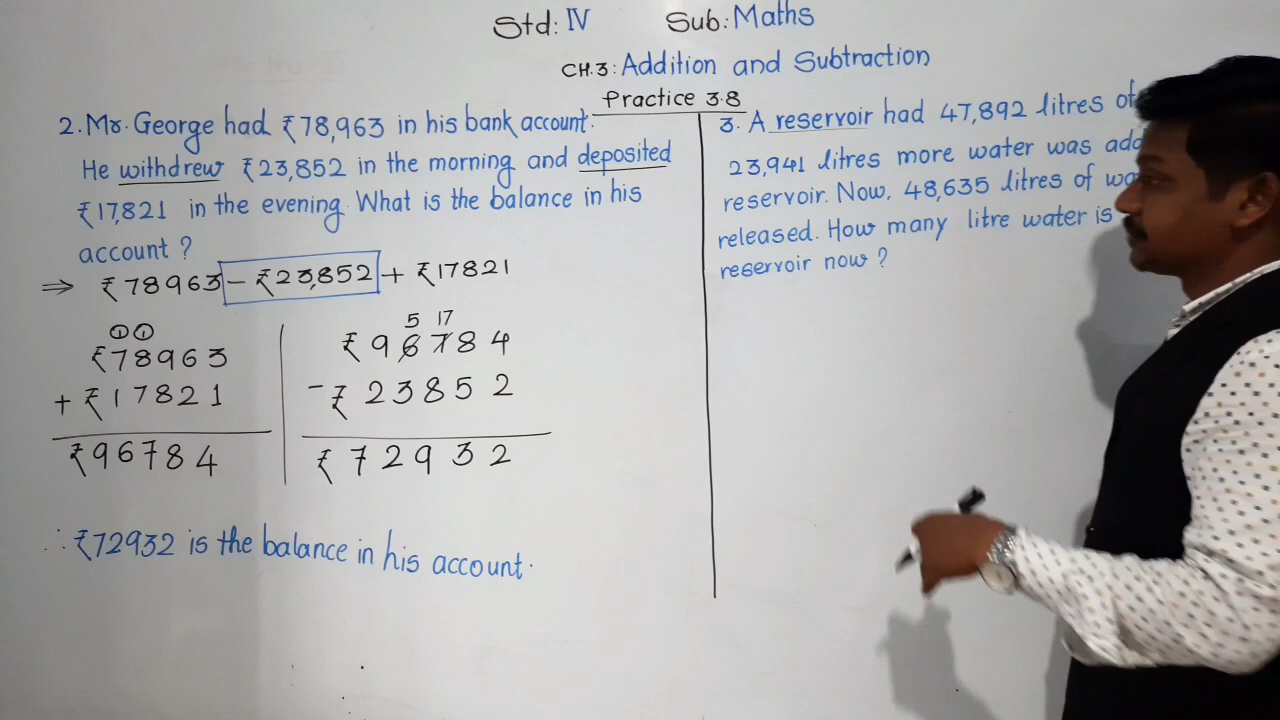 Std: IV Sub: Maths
CH.3: Addition and Subtraction
Practice 3.8
2. Mr. George had ₹78,963 in his bank account.
He withdrew ₹23,852 in the morning and deposited
₹17,821 in the evening. What is the balance in his
account?
⇒ ₹78963 - ₹23,852 + ₹17821
1 1
₹78963
+ ₹17821
₹96784
5 17
₹96784
- ₹23852
₹72932
∴ ₹72932 is the balance in his account.
3. A reservoir had 47,892 litres of
23,941 litres more water was add
reservoir. Now, 48,635 litres of wa
released. How many litre water is
reservoir now?